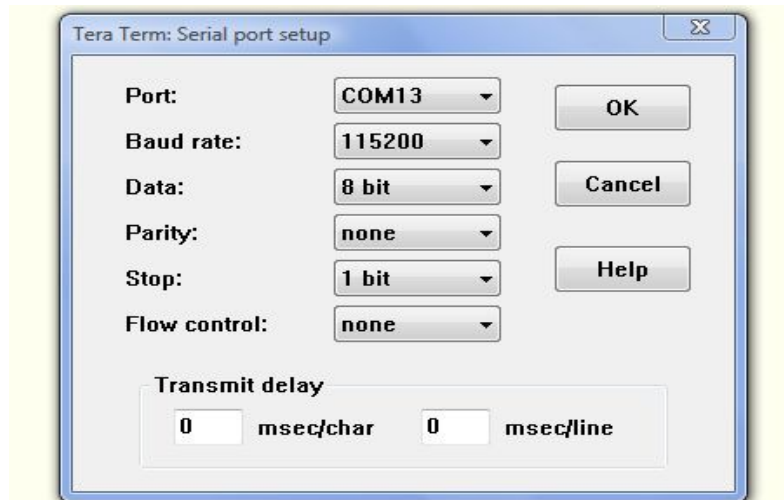 Tera Term: Serial port setup
Port: COM13 OK
Baud rate: 115200
Data: 8 bit Cancel
Parity: none
Stop: 1 bit Help
Flow control: none
Transmit delay
0 msec/char 0 msec/line